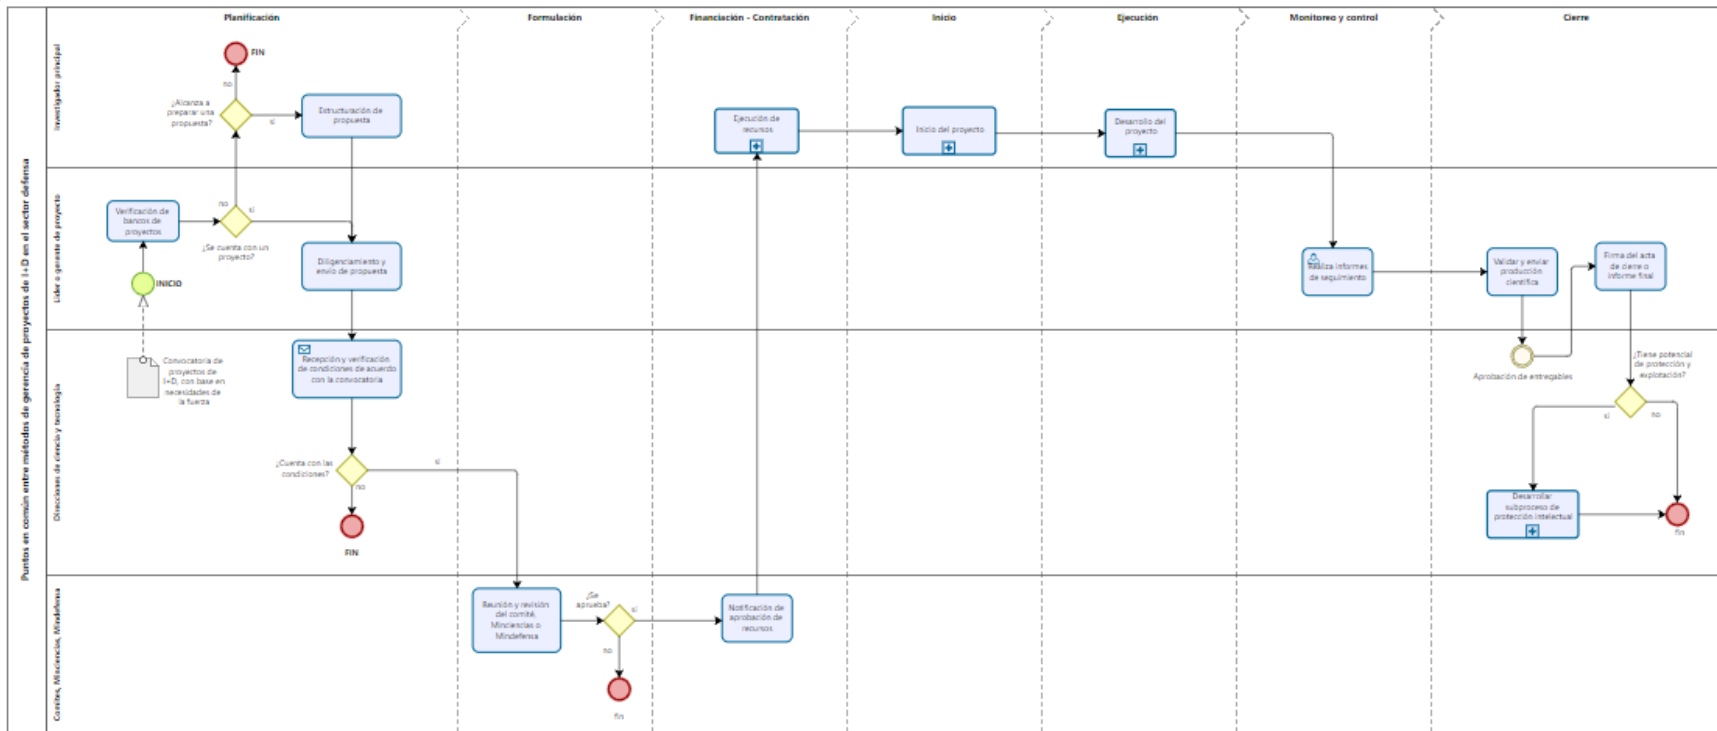 Planificación
Formulación
Financiación - Contratación
Inicio
Ejecución
Monitoreo y control
Cierre
Puntos en común entre métodos de gerencia de proyectos de I+D en el sector defensa
Investigador principal
FIN
no
¿Alcanza a
preparar una
propuesta?
si
Estructuración de
propuesta
Ejecución de
recursos
Inicio del proyecto
Desarrollo del
proyecto
Líder o gerente de proyecto
Verificación de
bancos de
proyectos
no
si
¿Se cuenta con un
proyecto?
INICIO
Diligenciamiento y
envío de propuesta
Realiza informes
de seguimiento
Validar y enviar
producción
científica
Firma del acta
de cierre o
informe final
Direcciones de ciencia y tecnología
Convocatoria de
proyectos de
I+D, con base en
necesidades de
la fuerza
Recepción y verificación
de condiciones de acuerdo
con la convocatoria
¿Cuenta con las
condiciones?
si
no
FIN
Aprobación de entregables
¿Tiene potencial
de protección y
explotación?
si
no
Desarrollar
subproceso de
protección intelectual
fin
Comites, Minciencias, Mindefensa
Reunión y revisión
del comité,
Minciencias o
Mindefensa
¿Se
aprueba?
si
no
fin
Notificación de
aprobación de
recursos